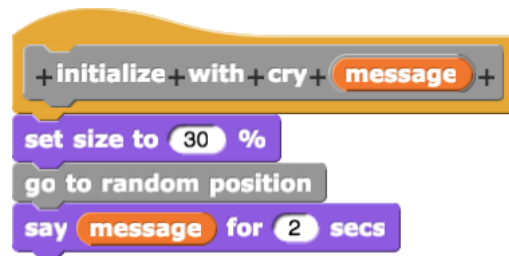 +initialize+with+cry+ message +
set size to 30 %
go to random position
say message for 2 secs